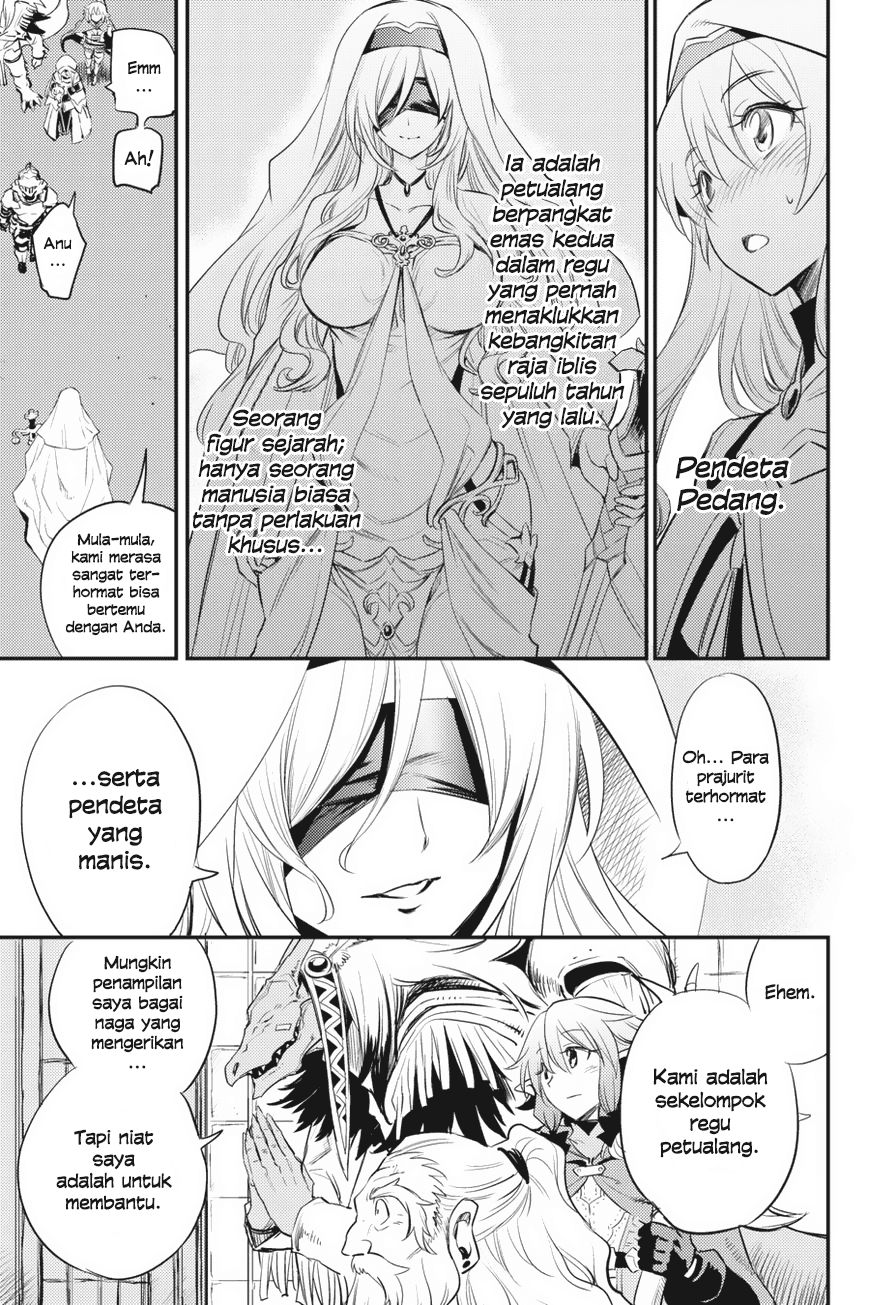 Pendeta
Pedang.
Ia adalah
petualang
berpangkat
emas kedua
dalam regu
yang pernah
menaklukkan
kebangkitan
raja iblis
sepuluh tahun
yang lalu.
Seorang
figur sejarah;
hanya seorang
manusia biasa
tanpa perlakuan
khusus...
Emm
...
Ah!
Anu
...
Mula-mula,
kami merasa
sangat ter-
hormat bisa
bertemu
dengan Anda.
Oh... Para
prajurit
terhormat
...
...serta
pendeta
yang
manis.
Ehem.
Kami adalah
sekelompok
regu
petualang.
Mungkin
penampilan
saya bagai
naga yang
mengerikan
...
Tapi niat
saya
adalah untuk
membantu.